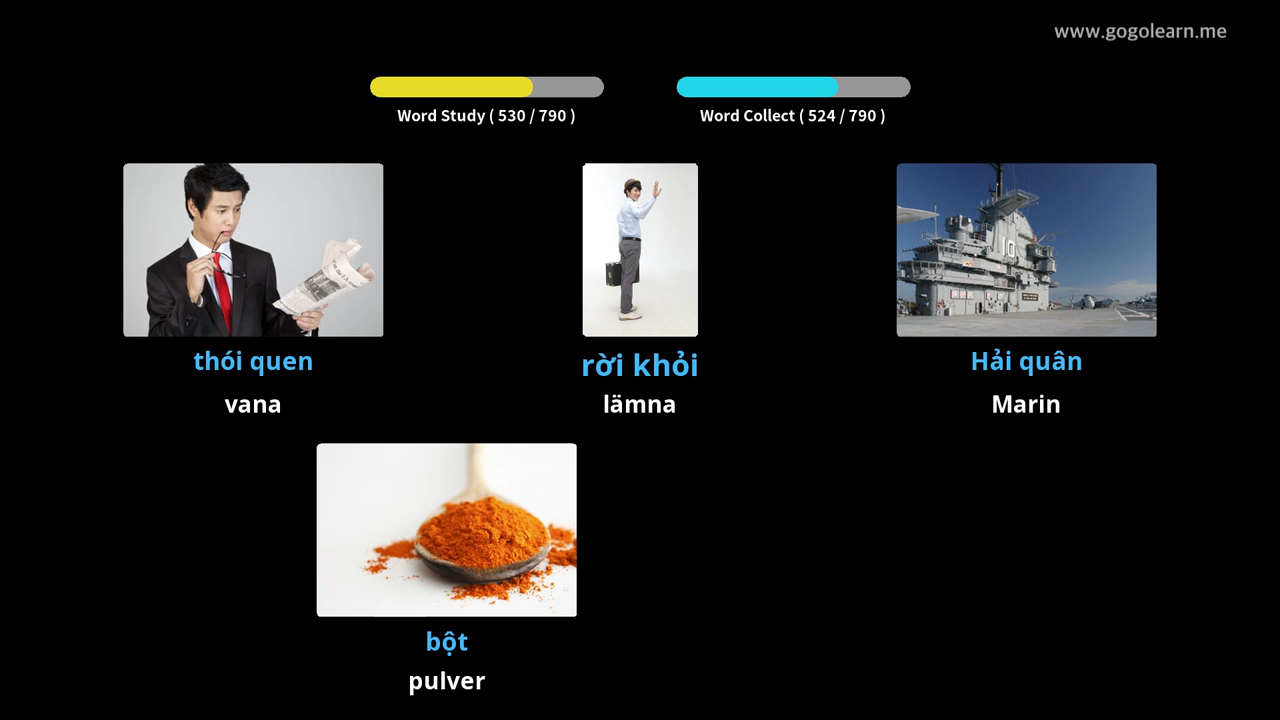 www.gogolearn.me
Word Study ( 530 / 790 )
Word Collect ( 524 / 790 )
thói quen
vana
rời khỏi
lämna
Hải quân
Marin
bột
pulver